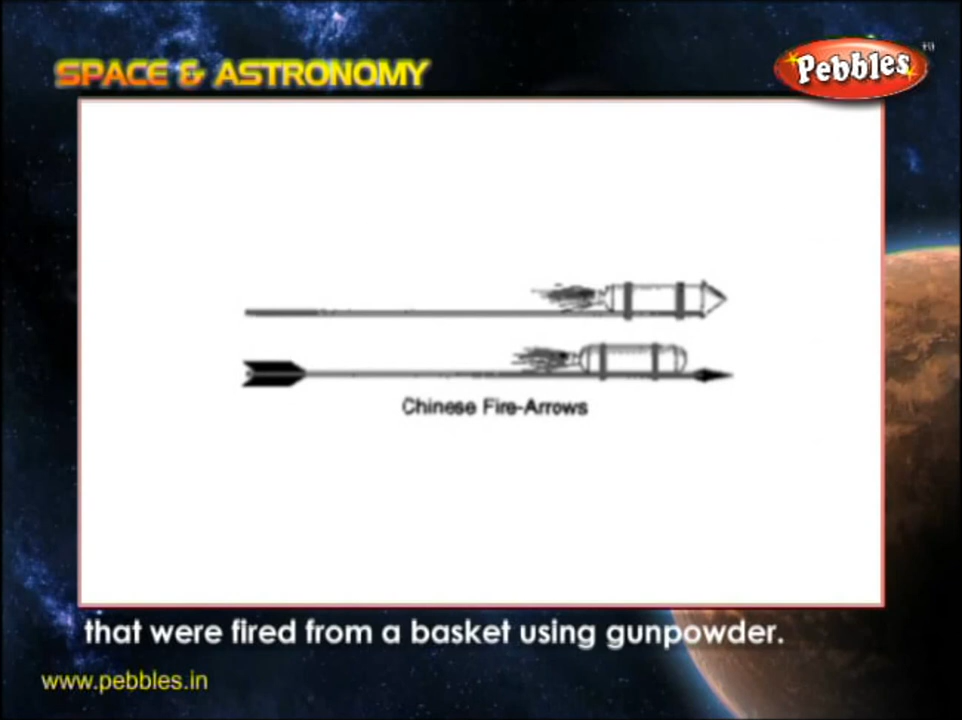 SPACE & ASTRONOMY
Pebbles
Chinese Fire-Arrows
that were fired from a basket using gunpowder.
www.pebbles.in